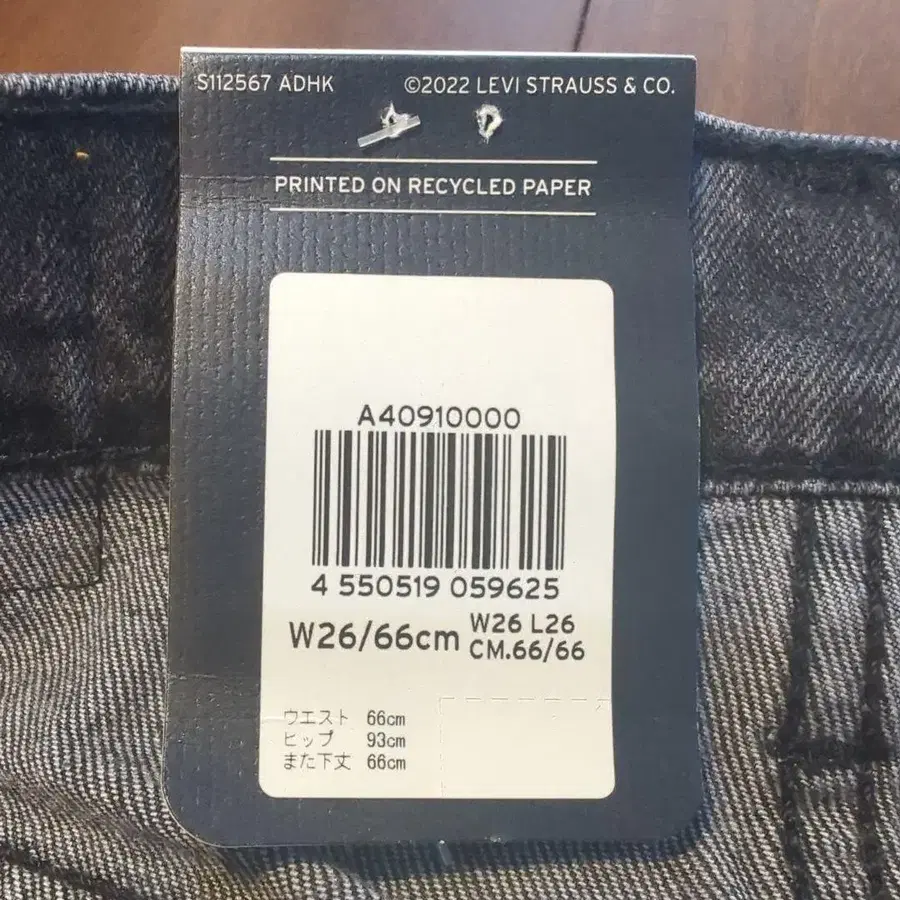 S112567 ADHK ©2022 LEVI STRAUSS & CO.
PRINTED ON RECYCLED PAPER
A40910000
4 550519 059625
W26/66cm W26 L26
CM.66/66
ウエスト 66cm
ヒップ 93cm
また下丈 66cm